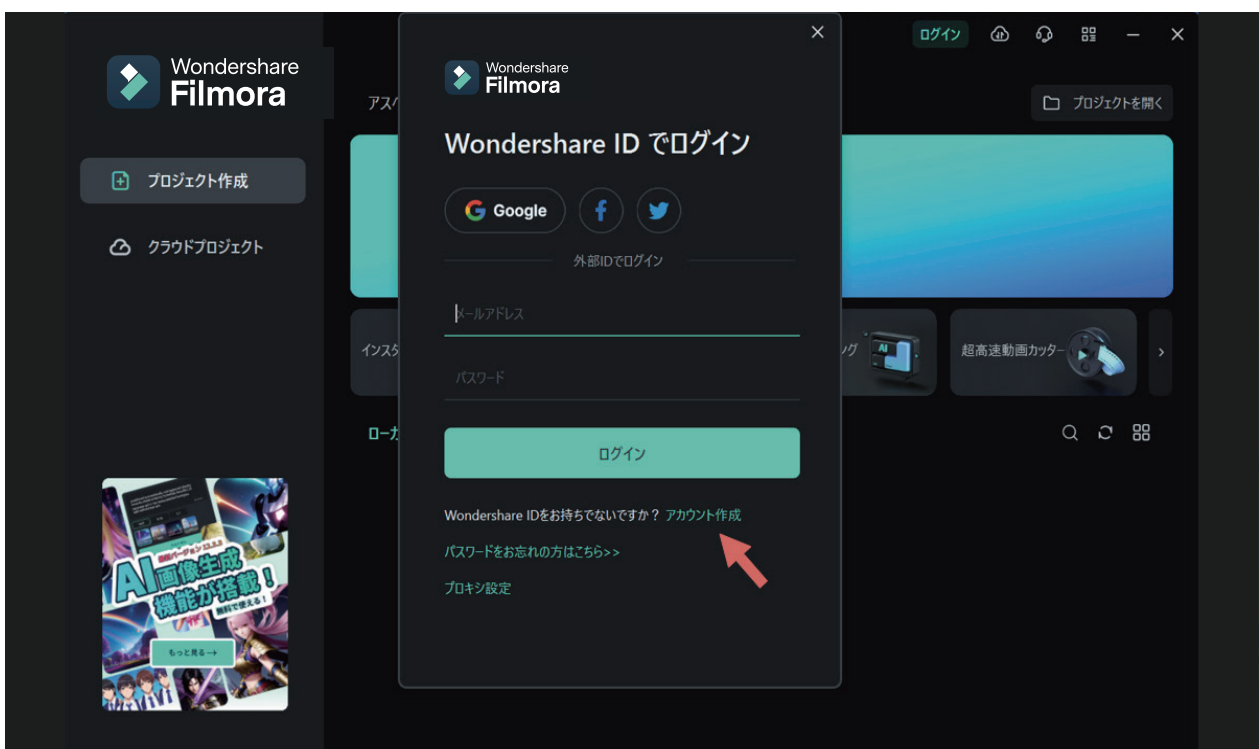 Wondershare
Filmora
プロジェクト作成
クラウドプロジェクト
AI画像生成
機能が搭載！
無料で使える！
もっと見る→
ログイン
アスペ
プロジェクトを開く
インスタ
ング
AI
超高速動画カッター
ローカ
Wondershare
Filmora
Wondershare ID でログイン
Google
外部IDでログイン
メールアドレス
パスワード
ログイン
Wondershare IDをお持ちでないですか？ アカウント作成
パスワードをお忘れの方はこちら>>
プロキシ設定